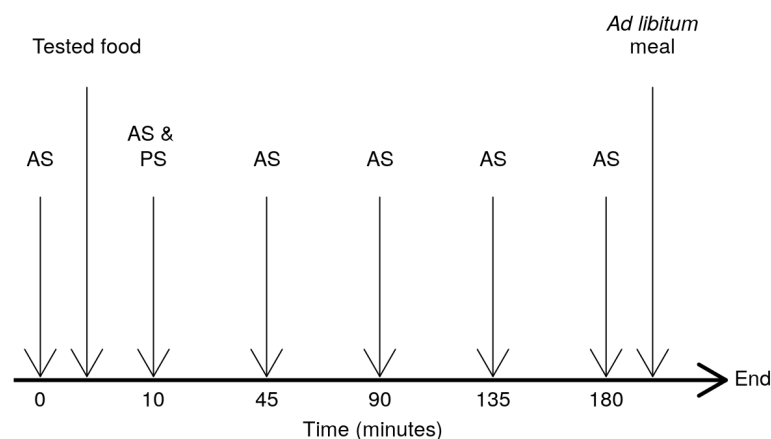 Ad libitum
Tested food
meal
AS &
AS
PS
AS
AS
AS
AS
End
0
10
45
90
135
180
Time (minutes)